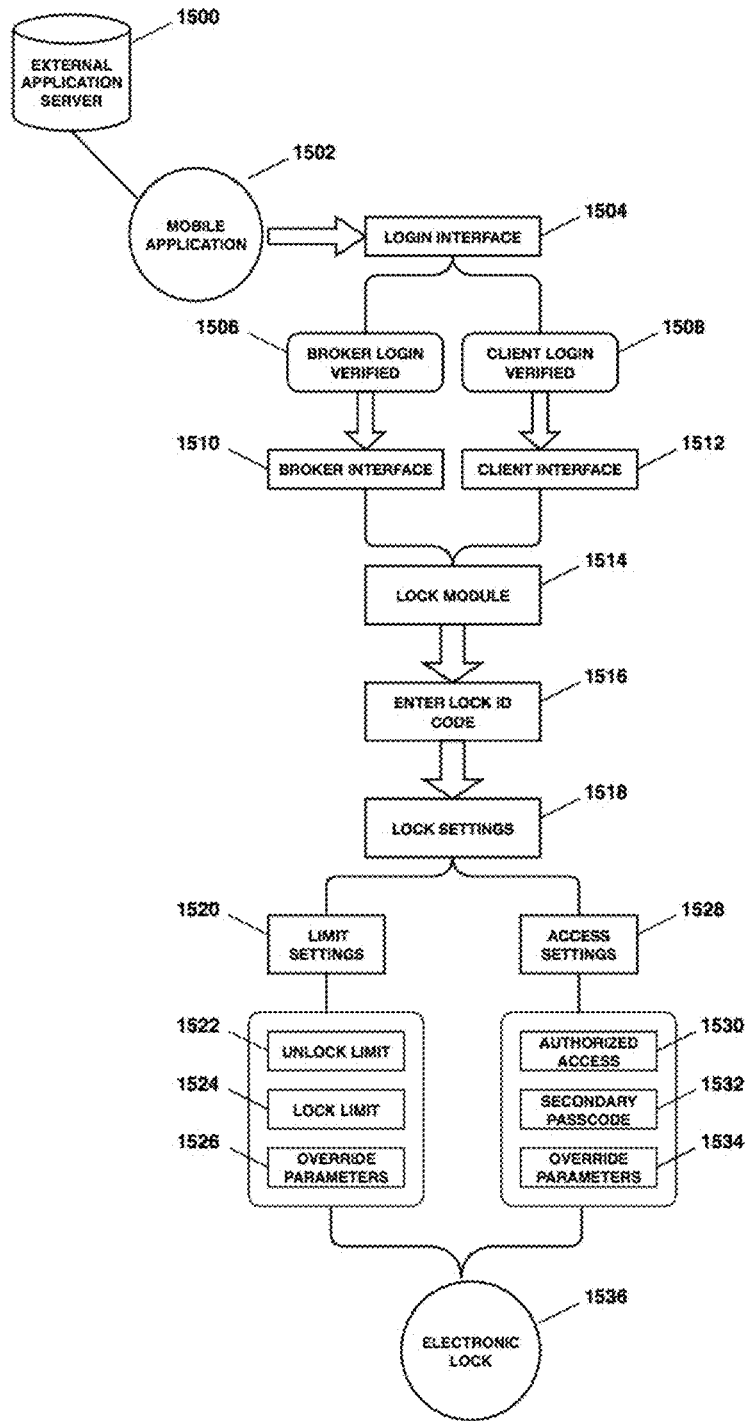 1500
EXTERNAL
APPLICATION
SERVER
1502
MOBILE
APPLICATION
1504
LOGIN INTERFACE
1506
BROKER LOGIN
VERIFIED
1508
CLIENT LOGIN
VERIFIED
1510
BROKER INTERFACE
1512
CLIENT INTERFACE
1514
LOCK MODULE
1516
ENTER LOCK ID
CODE
1518
LOCK SETTINGS
1520
LIMIT
SETTINGS
1528
ACCESS
SETTINGS
1522
UNLOCK LIMIT
1524
LOCK LIMIT
1526
OVERRIDE
PARAMETERS
1530
AUTHORIZED
ACCESS
1532
SECONDARY
PASSCODE
1534
OVERRIDE
PARAMETERS
1536
ELECTRONIC
LOCK